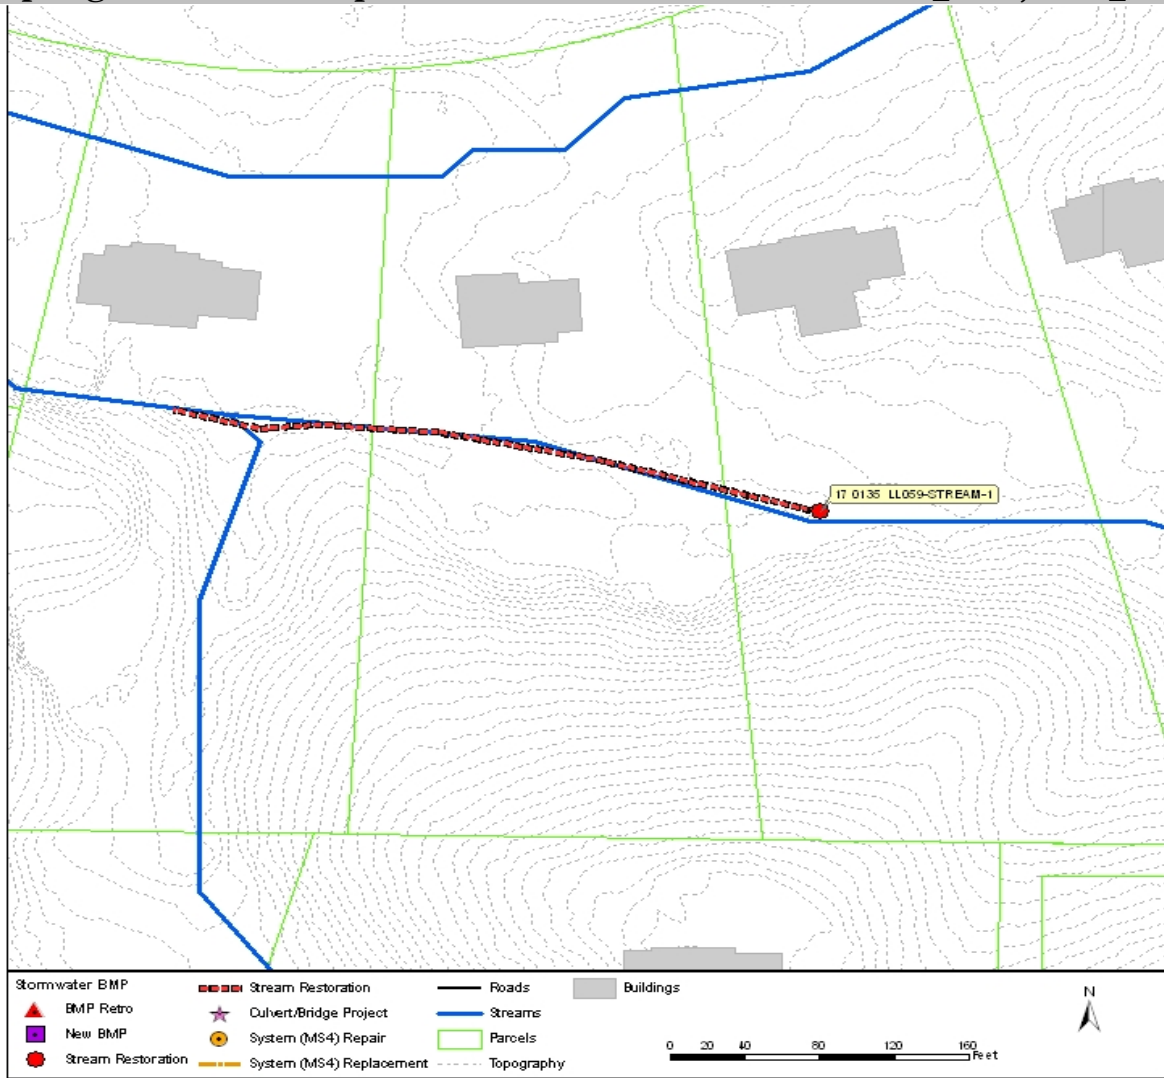 17 0135 LL059-STREAM-1
Stormwater BMP
BMP Retro
New BMP
Stream Restoration
Stream Restoration
Culvert/Bridge Project
System (MS4) Repair
System (MS4) Replacement
Roads
Streams
Parcels
Topography
Buildings
N
0 20 40 80 120 160
Feet